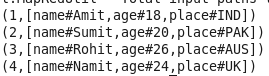 (1,[name#Amit,age#18,place#IND])
(2,[name#Sumit,age#20,place#PAK])
(3,[name#Rohit,age#26,place#AUS])
(4,[name#Namit,age#24,place#UK])